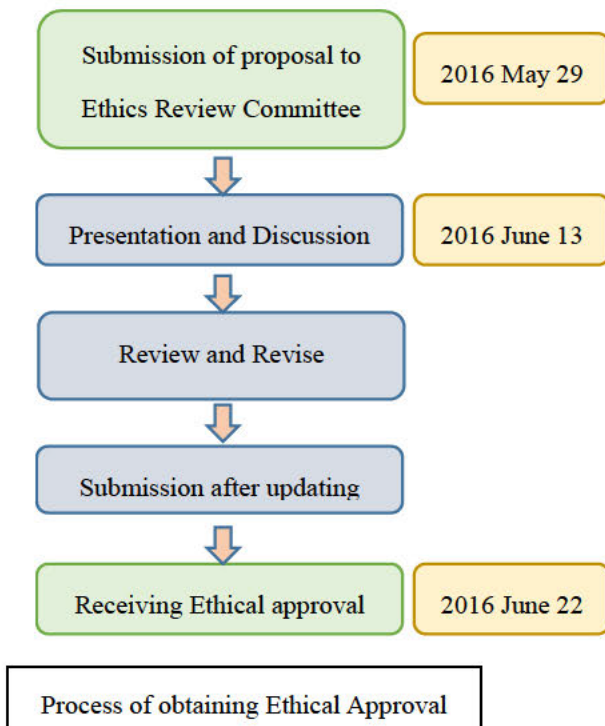 Submission of proposal to
Ethics Review Committee
2016 May 29
Presentation and Discussion
2016 June 13
Review and Revise
Submission after updating
Receiving Ethical approval
2016 June 22
Process of obtaining Ethical Approval